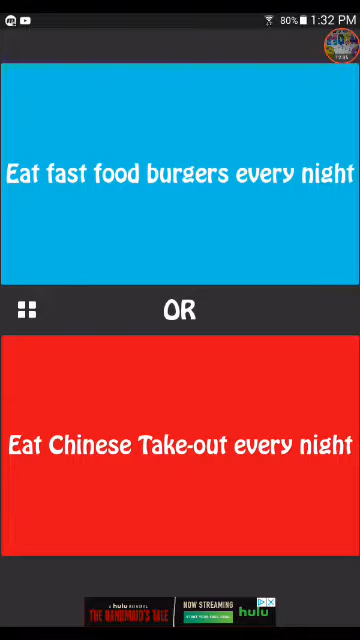 80% 1:32 PM
Eat fast food burgers every night
OR
Eat Chinese Take-out every night
THE HANDMAID'S TALE
NOW STREAMING
hulu